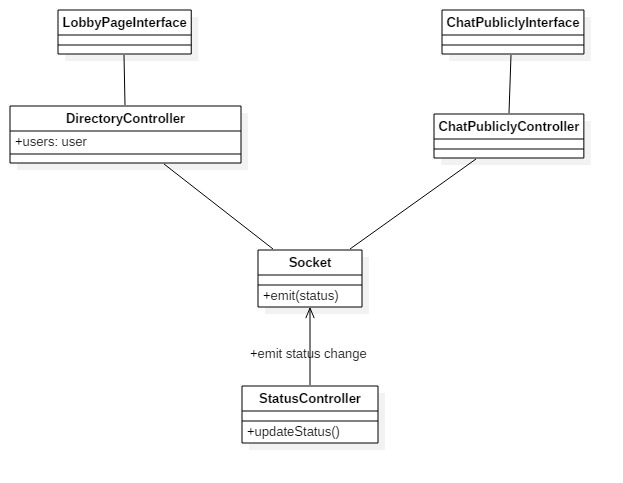 LobbyPageInterface
ChatPubliclyInterface
DirectoryController
+users: user
ChatPubliclyController
Socket
+emit(status)
+emit status change
StatusController
+updateStatus()